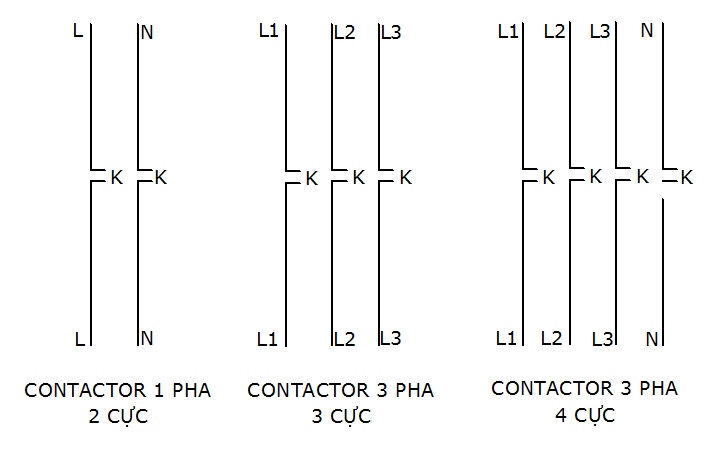 L N L1 L2 L3 L1 L2 L3 N
K K K K K K K K K
L N L1 L2 L3 L1 L2 L3 N
CONTACTOR 1 PHA
2 CỰC
CONTACTOR 3 PHA
3 CỰC
CONTACTOR 3 PHA
4 CỰC